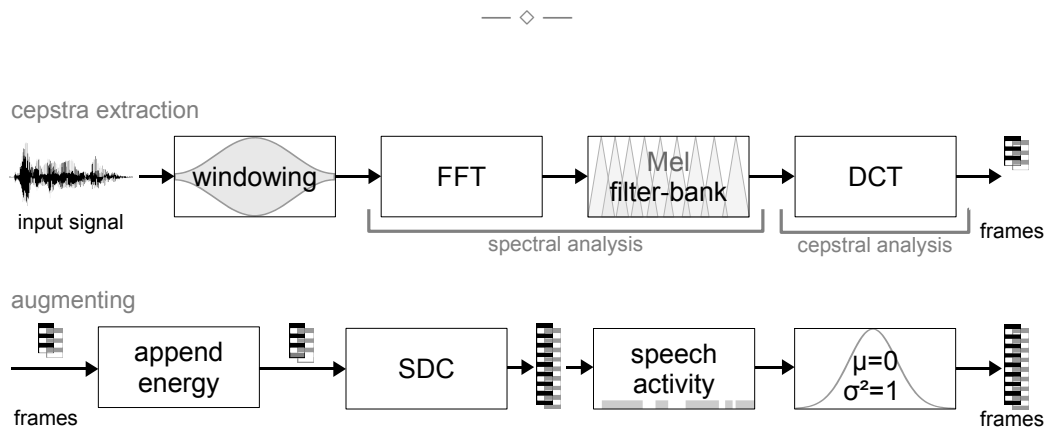 cepstra extraction
windowing
FFT
Mel
filter-bank
DCT
input signal
frames
spectral analysis
cepstral analysis
augmenting
append
energy
SDC
speech
activity
μ=0
σ²=1
frames
frames